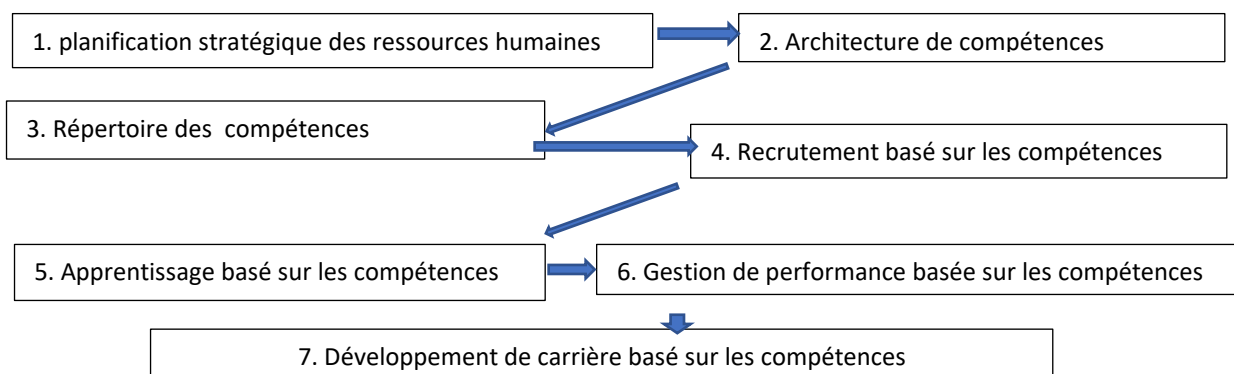 1. planification stratégique des ressources humaines
2. Architecture de compétences
3. Répertoire des compétences
4. Recrutement basé sur les compétences
5. Apprentissage basé sur les compétences
6. Gestion de performance basée sur les compétences
7. Développement de carrière basé sur les compétences